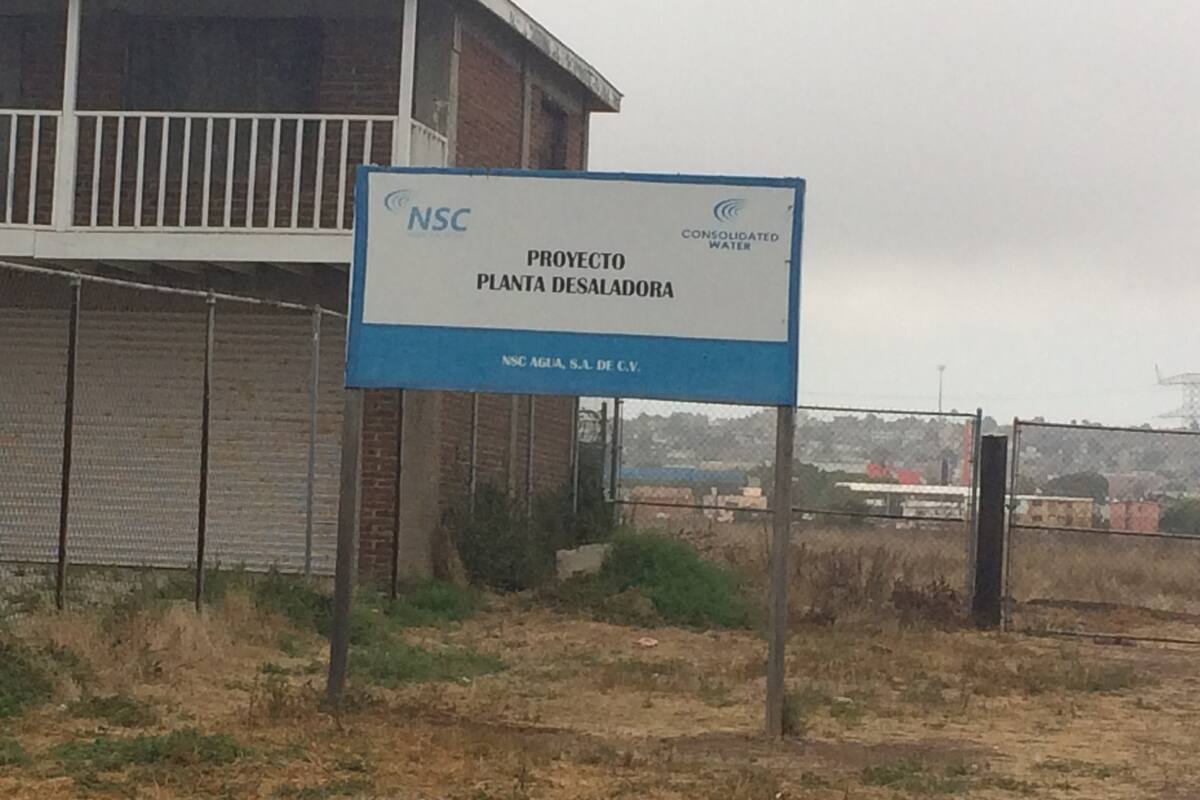 NSC
CONSOLIDATED
WATER
PROYECTO
PLANTA DESALADORA
NSC AGUA, S.A. DE C.V.